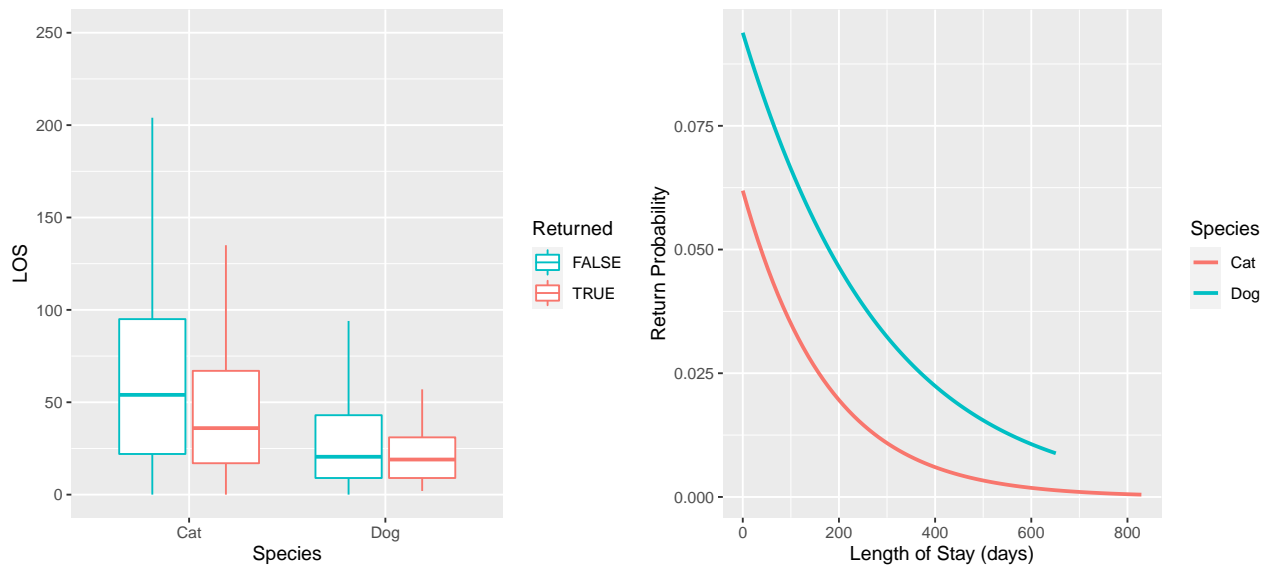 250
200
150
100
50
0
LOS
Cat
Dog
Species
Returned
FALSE
TRUE
0.075
0.050
0.025
0.000
Return Probability
0
200
400
600
800
Length of Stay (days)
Species
Cat
Dog